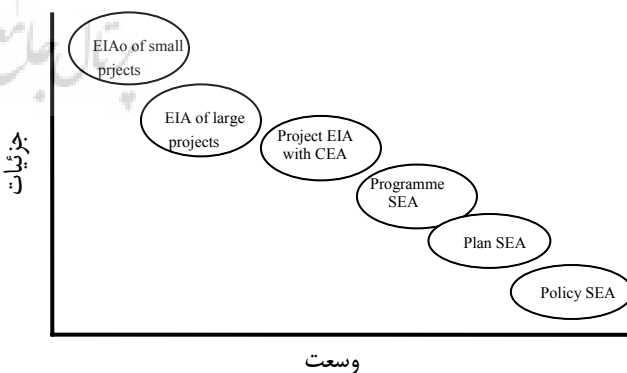 EIAo of small
prjects
EIA of large
projects
Project EIA
with CEA
Programme
SEA
Plan SEA
Policy SEA
جزئیات
وسعت